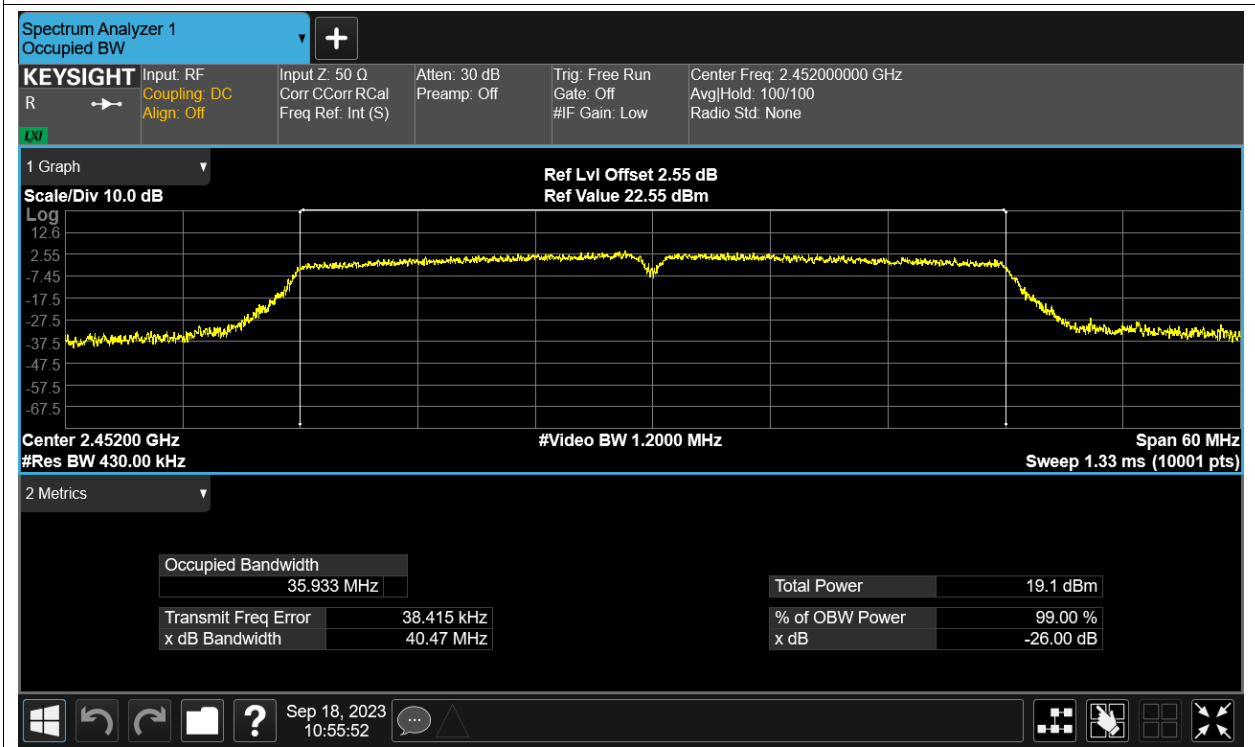 Spectrum Analyzer 1
Occupied BW
KEYSIGHT
R
LXI
Input: RF
Coupling: DC
Align: Off
Input Z: 50 Ω
Corr CCorr RCal
Freq Ref: Int (S)
Atten: 30 dB
Preamp: Off
Trig: Free Run
Gate: Off
#IF Gain: Low
Center Freq: 2.452000000 GHz
Avg|Hold: 100/100
Radio Std: None
1 Graph
Scale/Div 10.0 dB
Ref Lvl Offset 2.55 dB
Ref Value 22.55 dBm
Log
12.6
2.55
-7.45
-17.5
-27.5
-37.5
-47.5
-57.5
-67.5
Center 2.45200 GHz
#Video BW 1.2000 MHz
Span 60 MHz
#Res BW 430.00 kHz
Sweep 1.33 ms (10001 pts)
2 Metrics
Occupied Bandwidth
35.933 MHz
Total Power 19.1 dBm
Transmit Freq Error 38.415 kHz
% of OBW Power 99.00 %
x dB Bandwidth 40.47 MHz
x dB -26.00 dB
?
Sep 18, 2023
10:55:52